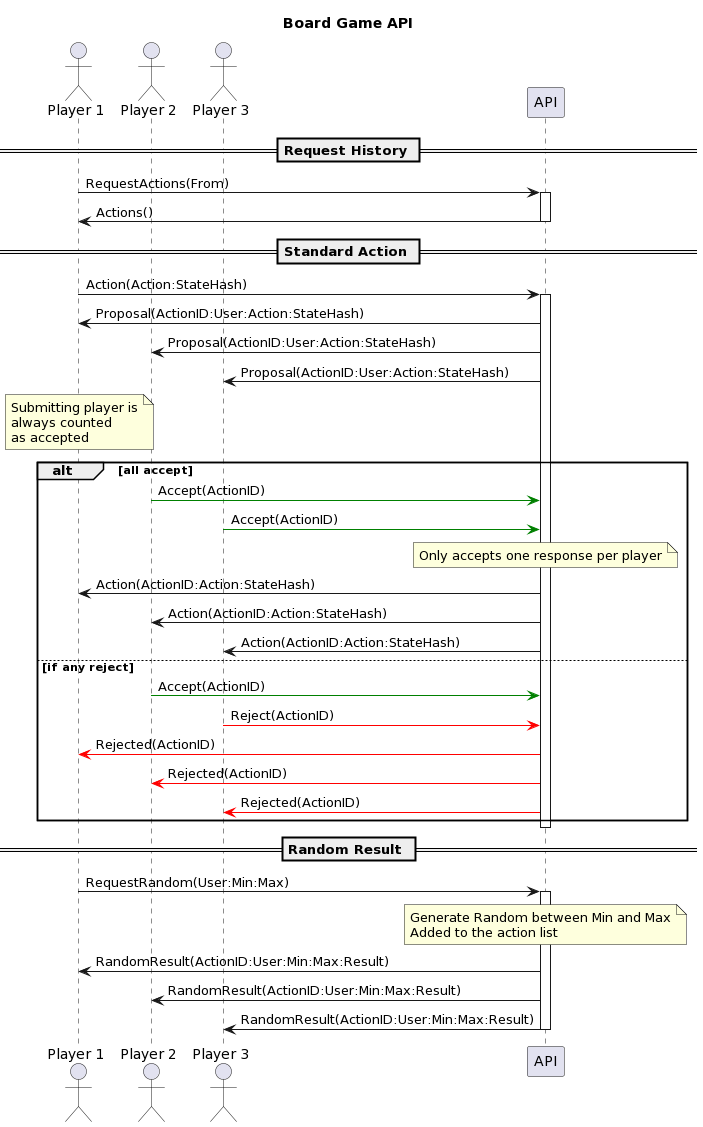 Board Game API
Player 1
Player 2
Player 3
API
Request History
RequestActions(From)
Actions()
Standard Action
Action(Action:StateHash)
Proposal(ActionID:User:Action:StateHash)
Proposal(ActionID:User:Action:StateHash)
Proposal(ActionID:User:Action:StateHash)
Submitting player is
always counted
as accepted
alt
[all accept]
Accept(ActionID)
Accept(ActionID)
Only accepts one response per player
Action(ActionID:Action:StateHash)
Action(ActionID:Action:StateHash)
Action(ActionID:Action:StateHash)
[if any reject]
Accept(ActionID)
Reject(ActionID)
Rejected(ActionID)
Rejected(ActionID)
Rejected(ActionID)
Random Result
RequestRandom(User:Min:Max)
Generate Random between Min and Max
Added to the action list
RandomResult(ActionID:User:Min:Max:Result)
RandomResult(ActionID:User:Min:Max:Result)
RandomResult(ActionID:User:Min:Max:Result)
Player 1
Player 2
Player 3
API